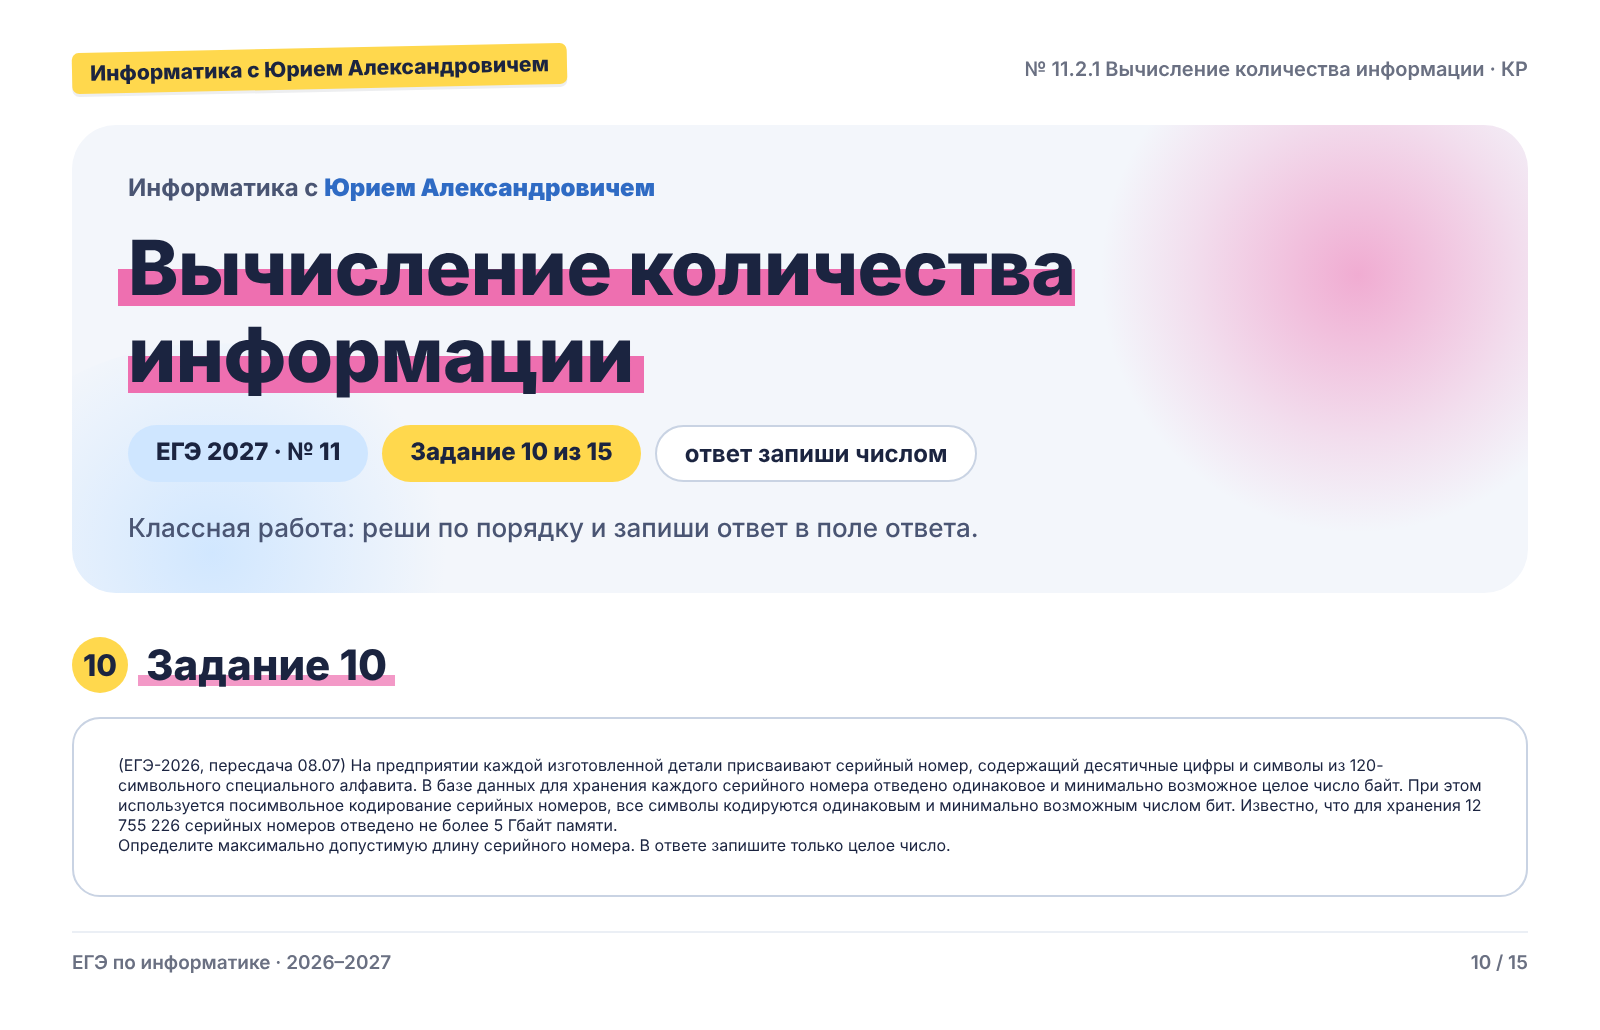 Информатика с Юрием Александровичем
№ 11.2.1 Вычисление количества информации · КР
Информатика с Юрием Александровичем
Вычисление количества
информации
ЕГЭ 2027 · № 11
Задание 10 из 15
ответ запиши числом
Классная работа: реши по порядку и запиши ответ в поле ответа.
10
Задание 10
(ЕГЭ-2026, пересдача 08.07) На предприятии каждой изготовленной детали присваивают серийный номер, содержащий десятичные цифры и символы из 120-
символьного специального алфавита. В базе данных для хранения каждого серийного номера отведено одинаковое и минимально возможное целое число байт. При этом
используется посимвольное кодирование серийных номеров, все символы кодируются одинаковым и минимально возможным числом бит. Известно, что для хранения 12
755 226 серийных номеров отведено не более 5 Гбайт памяти.
Определите максимально допустимую длину серийного номера. В ответе запишите только целое число.
ЕГЭ по информатике · 2026–2027
10 / 15